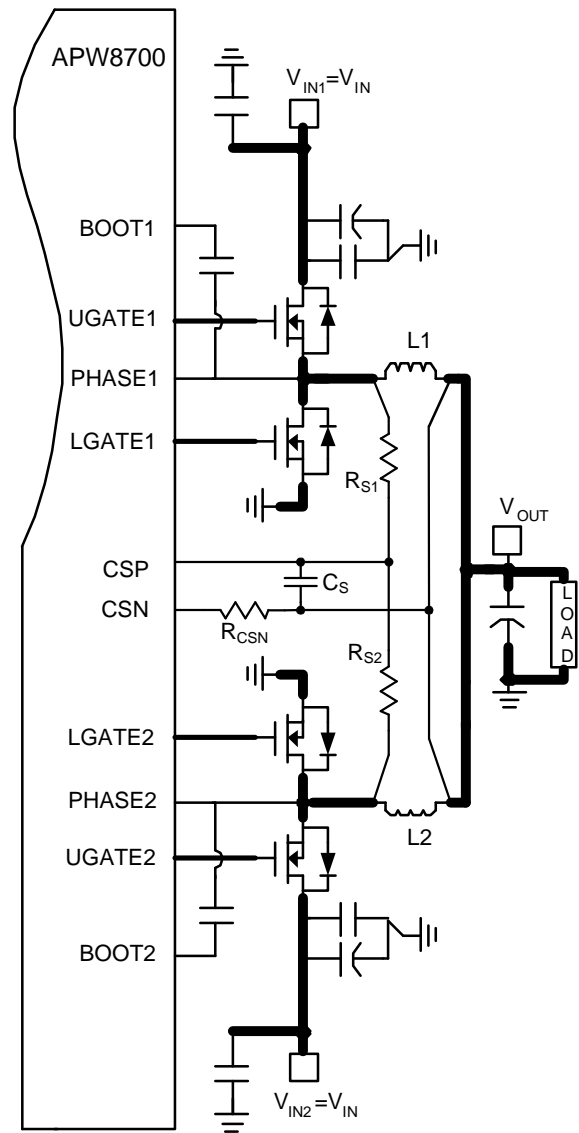 APW8700
V_IN1=V_IN
BOOT1
UGATE1
L1
PHASE1
LGATE1
R_S1
V_OUT
CSP
C_S
CSN
R_CSN
LOAD
R_S2
LGATE2
PHASE2
L2
UGATE2
BOOT2
V_IN2=V_IN